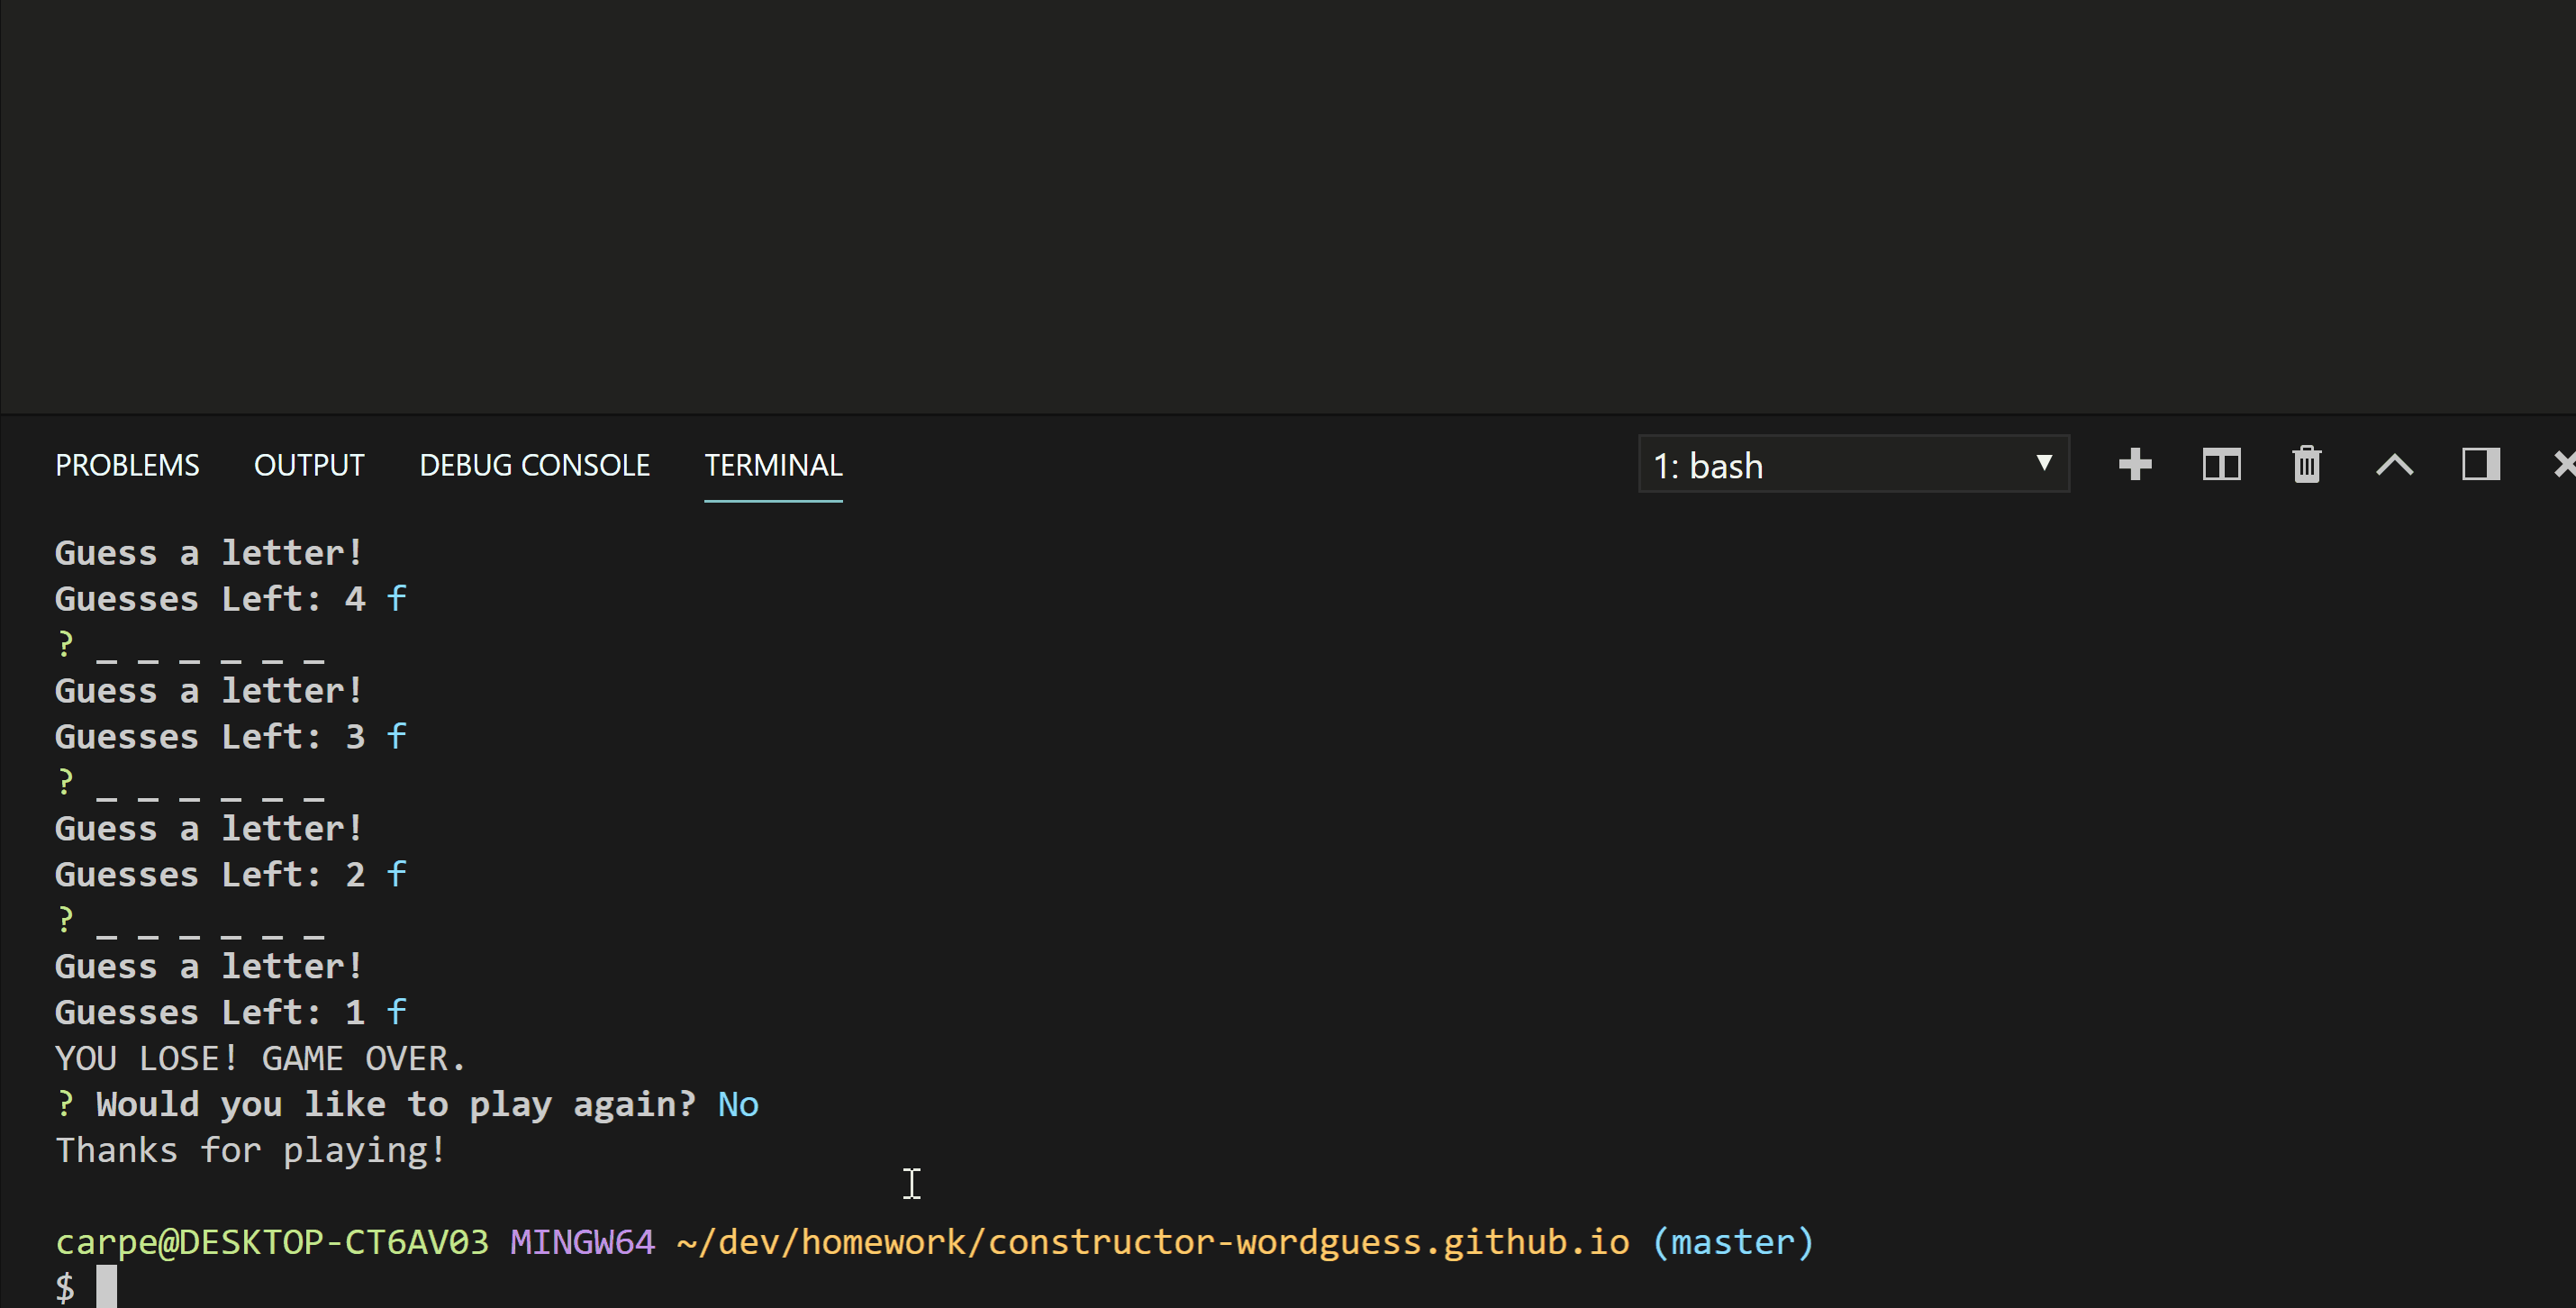 PROBLEMS OUTPUT DEBUG CONSOLE TERMINAL 1: bash
Guess a letter!
Guesses Left: 4 f
? _ _ _ _ _ _
Guess a letter!
Guesses Left: 3 f
? _ _ _ _ _ _
Guess a letter!
Guesses Left: 2 f
? _ _ _ _ _ _
Guess a letter!
Guesses Left: 1 f
YOU LOSE! GAME OVER.
? Would you like to play again? No
Thanks for playing!
carpe@DESKTOP-CT6AV03 MINGW64 ~/dev/homework/constructor-wordguess.github.io (master)
$